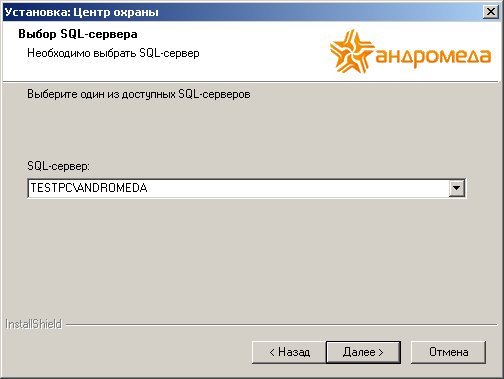 Установка: Центр охраны
Выбор SQL-сервера
Необходимо выбрать SQL-сервер
андромеда
Выберите один из доступных SQL-серверов
SQL-сервер:
TESTPC\ANDROMEDA
InstallShield
< Назад
Далее >
Отмена